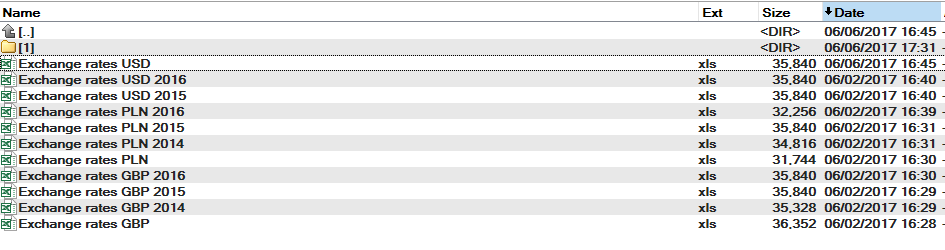 Name Ext Size Date
[..] <DIR> 06/06/2017 16:45 -
[1] <DIR> 06/06/2017 17:31 -
Exchange rates USD xls 35,840 06/06/2017 16:45 -
Exchange rates USD 2016 xls 35,840 06/02/2017 16:40 -
Exchange rates USD 2015 xls 35,840 06/02/2017 16:40 -
Exchange rates PLN 2016 xls 32,256 06/02/2017 16:39 -
Exchange rates PLN 2015 xls 35,840 06/02/2017 16:31 -
Exchange rates PLN 2014 xls 34,816 06/02/2017 16:31 -
Exchange rates PLN xls 31,744 06/02/2017 16:30 -
Exchange rates GBP 2016 xls 35,840 06/02/2017 16:30 -
Exchange rates GBP 2015 xls 35,840 06/02/2017 16:29 -
Exchange rates GBP 2014 xls 35,328 06/02/2017 16:29 -
Exchange rates GBP xls 36,352 06/02/2017 16:28 -